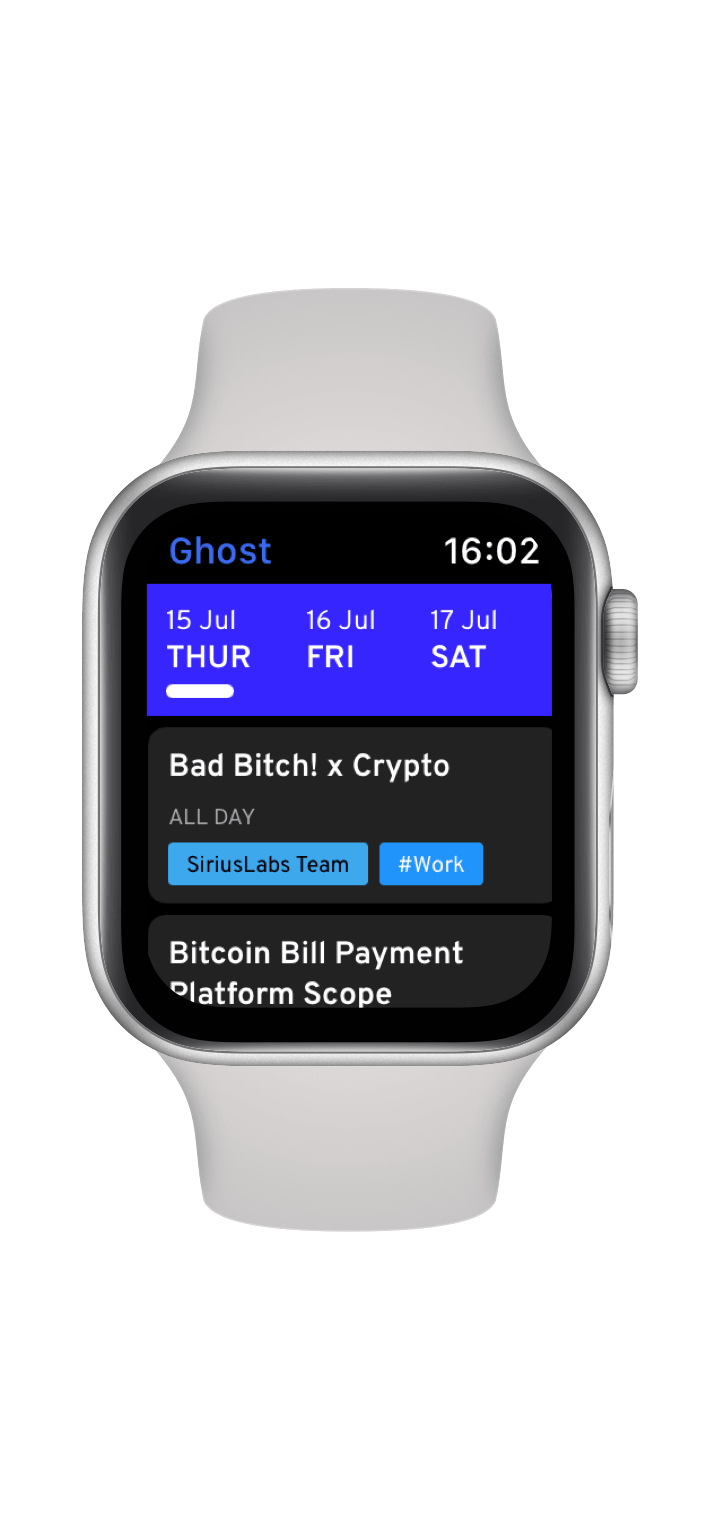 Ghost 16:02
15 Jul 16 Jul 17 Jul
THUR FRI SAT
Bad Bitch! x Crypto
ALL DAY
SiriusLabs Team #Work
Bitcoin Bill Payment
Platform Scope